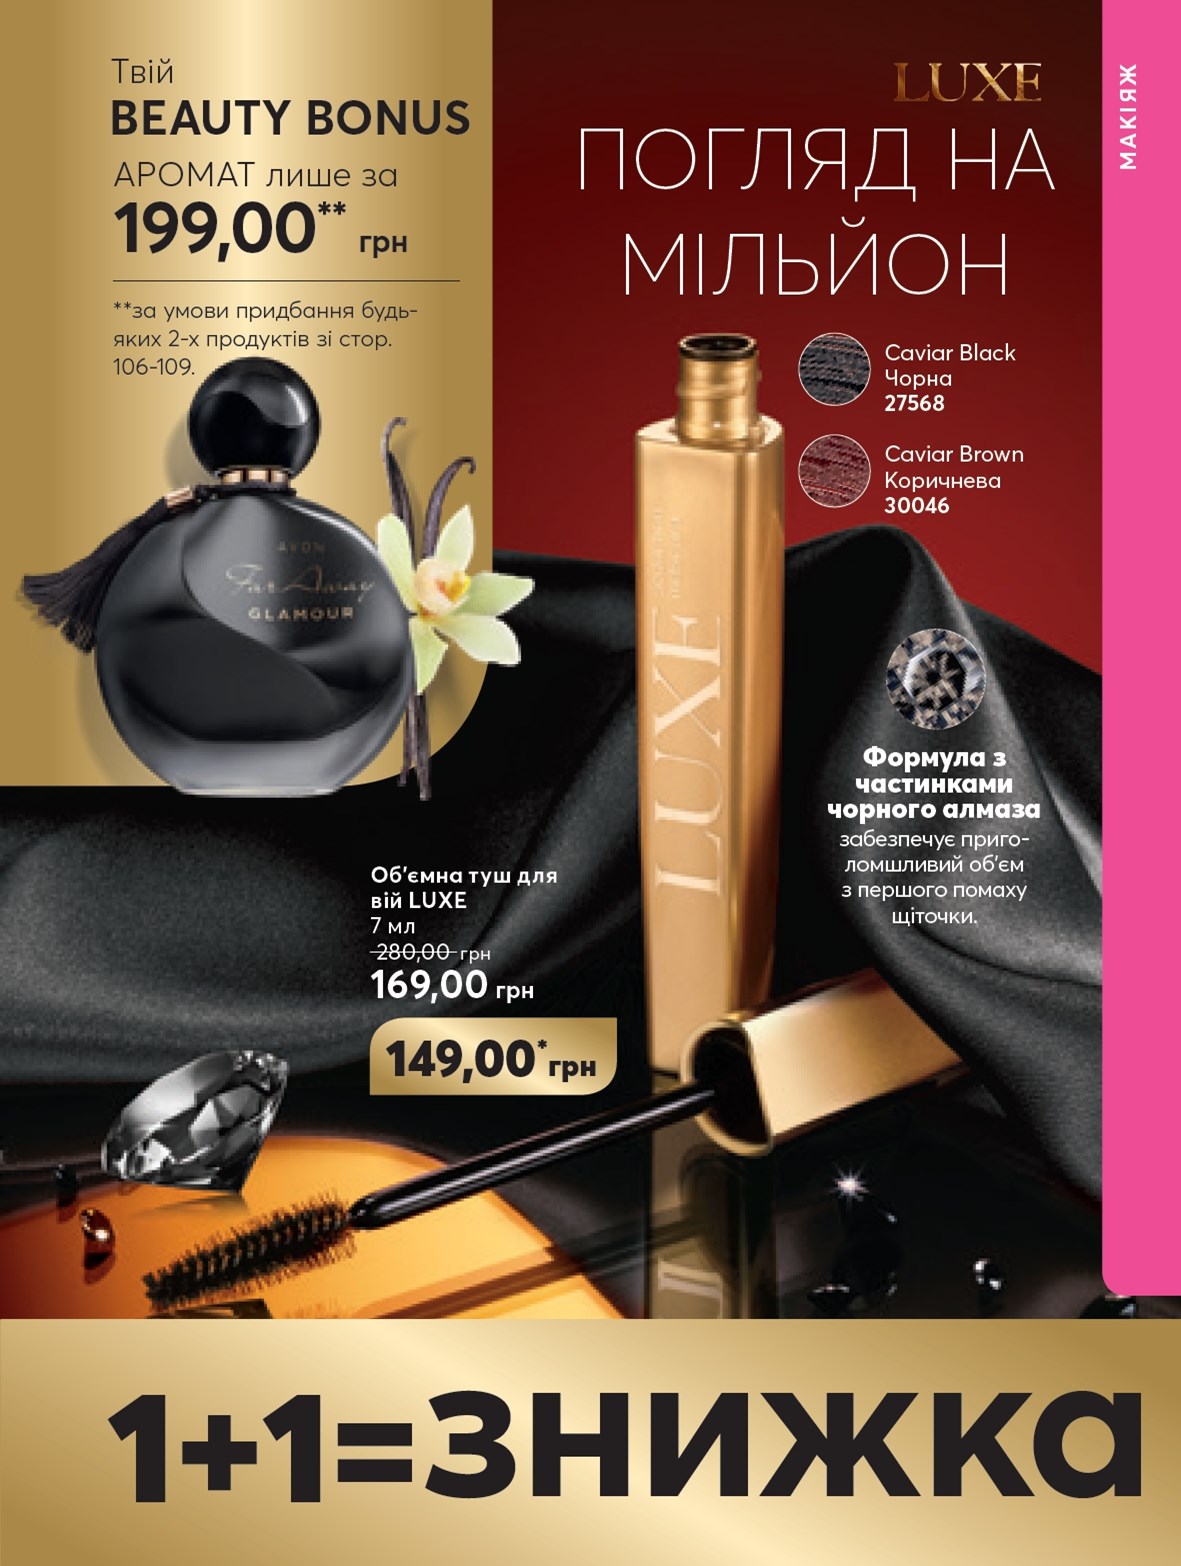 Твій
BEAUTY BONUS
АРОМАТ лише за
199,00** грн
**за умови придбання будь-
яких 2-х продуктів зі стор.
106-109.
AVON
Far Away
GLAMOUR
LUXE
ПОГЛЯД НА
МІЛЬЙОН
МАКІЯЖ
Caviar Black
Чорна
27568
Caviar Brown
Коричнева
30046
LUXE
Формула з
частинками
чорного алмаза
забезпечує приго-
ломшливий об'єм
з першого помаху
щіточки.
Об'ємна туш для
вій LUXE
7 мл
280,00 грн
169,00 грн
149,00* грн
1+1=знижка